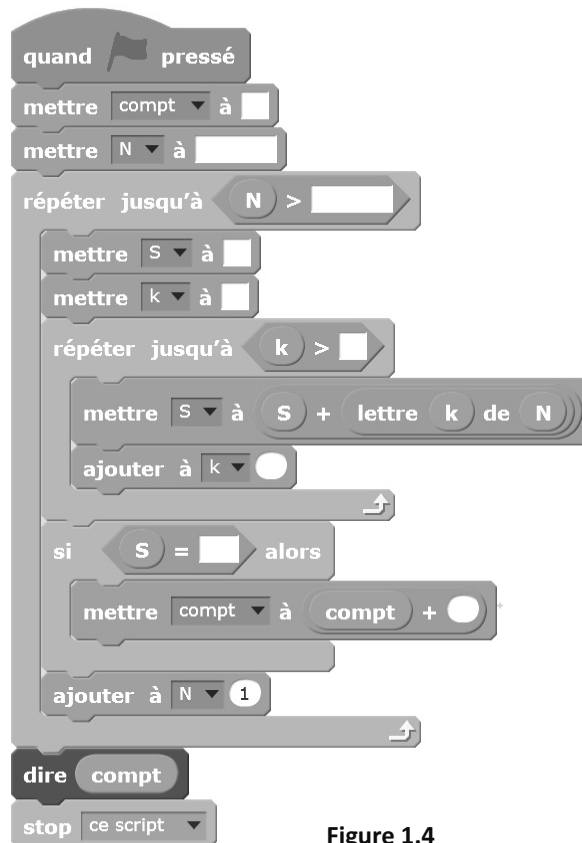 quand pressé
mettre compt à
mettre N à
répéter jusqu'à N >
mettre S à
mettre k à
répéter jusqu'à k >
mettre S à S + lettre k de N
ajouter à k
si S = alors
mettre compt à compt +
ajouter à N 1
dire compt
stop ce script
Figure 1.4